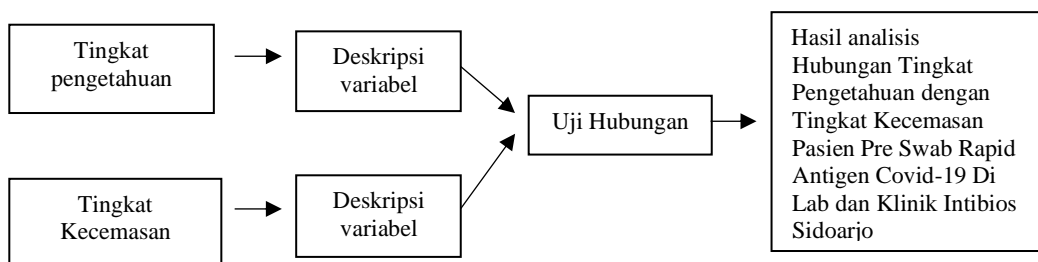 Tingkat
pengetahuan
Deskripsi
variabel
Tingkat
Kecemasan
Deskripsi
variabel
Uji Hubungan
Hasil analisis
Hubungan Tingkat
Pengetahuan dengan
Tingkat Kecemasan
Pasien Pre Swab Rapid
Antigen Covid-19 Di
Lab dan Klinik Intibios
Sidoarjo